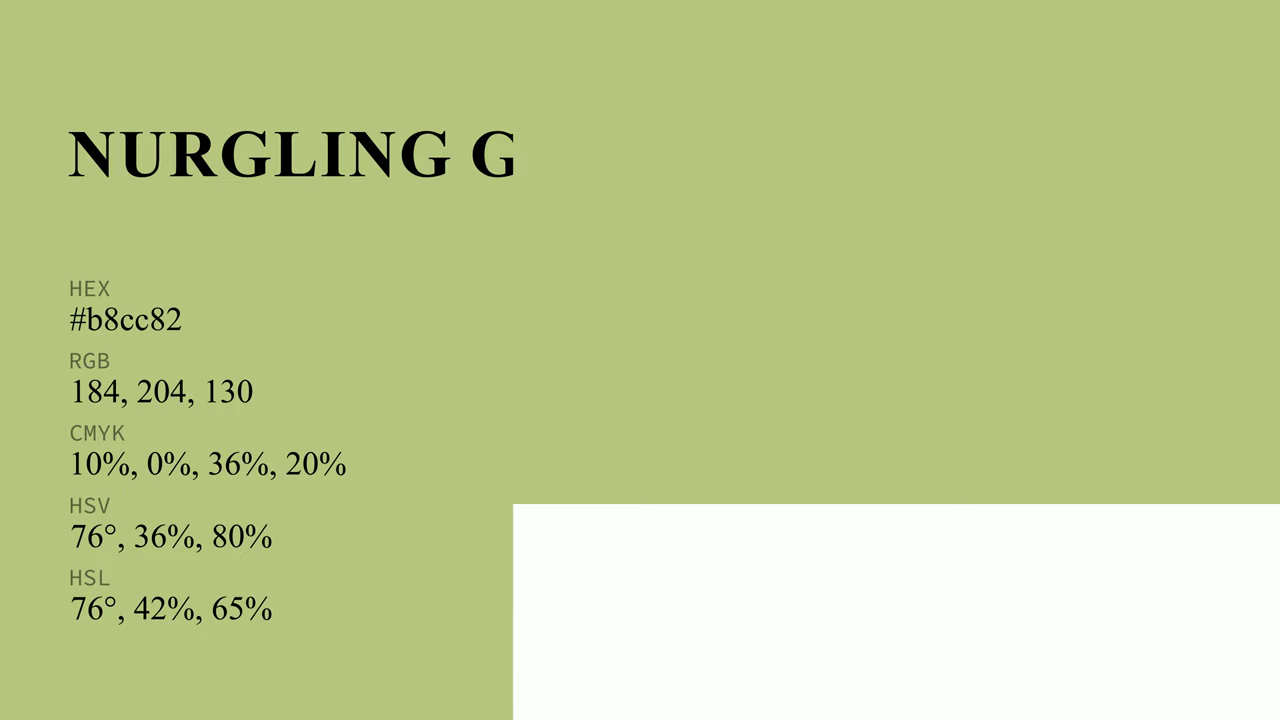 NURGLING G
HEX
#b8cc82
RGB
184, 204, 130
CMYK
10%, 0%, 36%, 20%
HSV
76°, 36%, 80%
HSL
76°, 42%, 65%